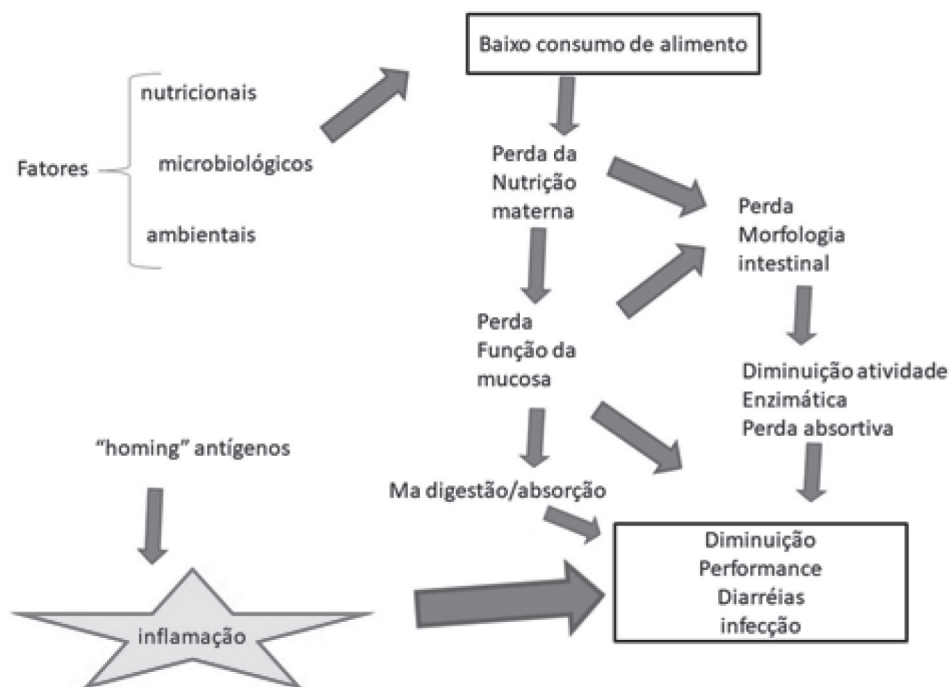 Baixo consumo de alimento
Fatores
nutricionais
microbiológicos
ambientais
Perda da
Nutrição
materna
Perda
Morfologia
intestinal
Perda
Função da
mucosa
Diminuição atividade
Enzimática
Perda absortiva
"homing" antígenos
Ma digestão/absorção
Diminuição
Performance
Diarréias
infecção
inflamação